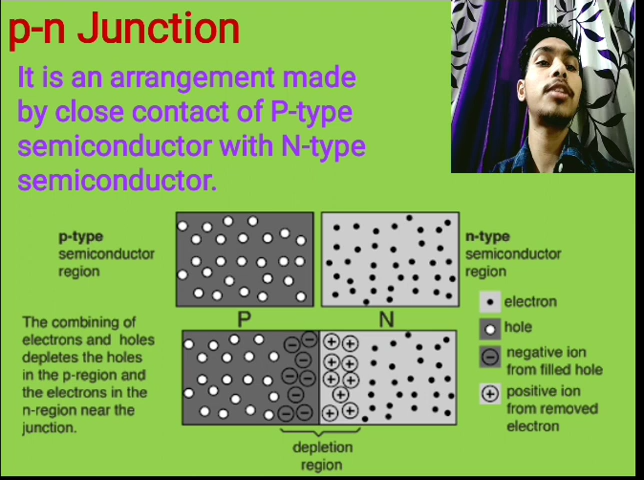 p-n Junction
It is an arrangement made
by close contact of P-type
semiconductor with N-type
semiconductor.
p-type
semiconductor
region
n-type
semiconductor
region
P
N
electron
hole
negative ion
from filled hole
positive ion
from removed
electron
The combining of
electrons and holes
depletes the holes
in the p-region and
the electrons in the
n-region near the
junction.
depletion
region